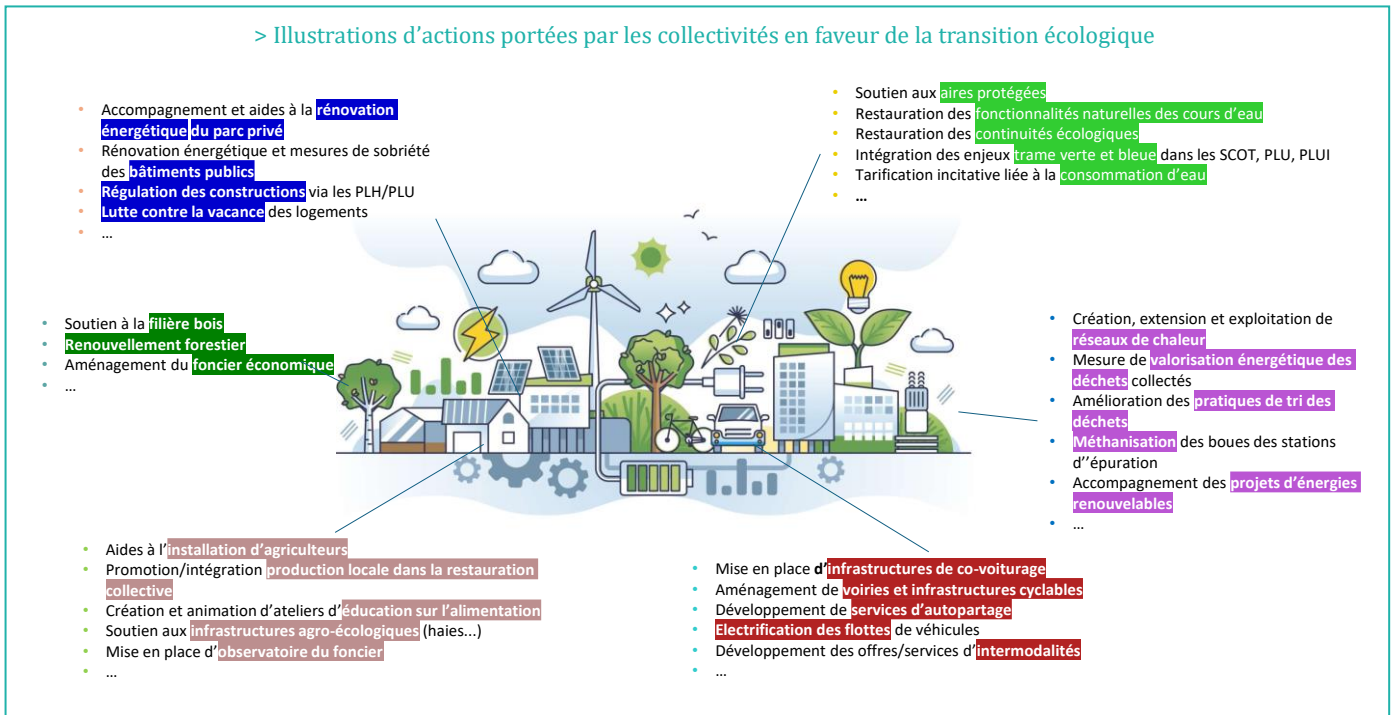 > Illustrations d’actions portées par les collectivités en faveur de la transition écologique
• Accompagnement et aides à la rénovation
énergétique du parc privé
• Rénovation énergétique et mesures de sobriété
des bâtiments publics
• Régulation des constructions via les PLH/PLU
• Lutte contre la vacance des logements
• ...
• Soutien aux aires protégées
• Restauration des fonctionnalités naturelles des cours d’eau
• Restauration des continuités écologiques
• Intégration des enjeux trame verte et bleue dans les SCOT, PLU, PLUI
• Tarification incitative liée à la consommation d’eau
• ...
• Soutien à la filière bois
• Renouvellement forestier
• Aménagement du foncier économique
• ...
• Création, extension et exploitation de
réseaux de chaleur
• Mesure de valorisation énergétique des
déchets collectés
• Amélioration des pratiques de tri des
déchets
• Méthanisation des boues des stations
d’’épuration
• Accompagnement des projets d’énergies
renouvelables
• ...
• Aides à l’installation d’agriculteurs
• Promotion/intégration production locale dans la restauration
collective
• Création et animation d’ateliers d’éducation sur l’alimentation
• Soutien aux infrastructures agro-écologiques (haies...)
• Mise en place d’observatoire du foncier
• ...
• Mise en place d’infrastructures de co-voiturage
• Aménagement de voiries et infrastructures cyclables
• Développement de services d’autopartage
• Electrification des flottes de véhicules
• Développement des offres/services d’intermodalités
• ...